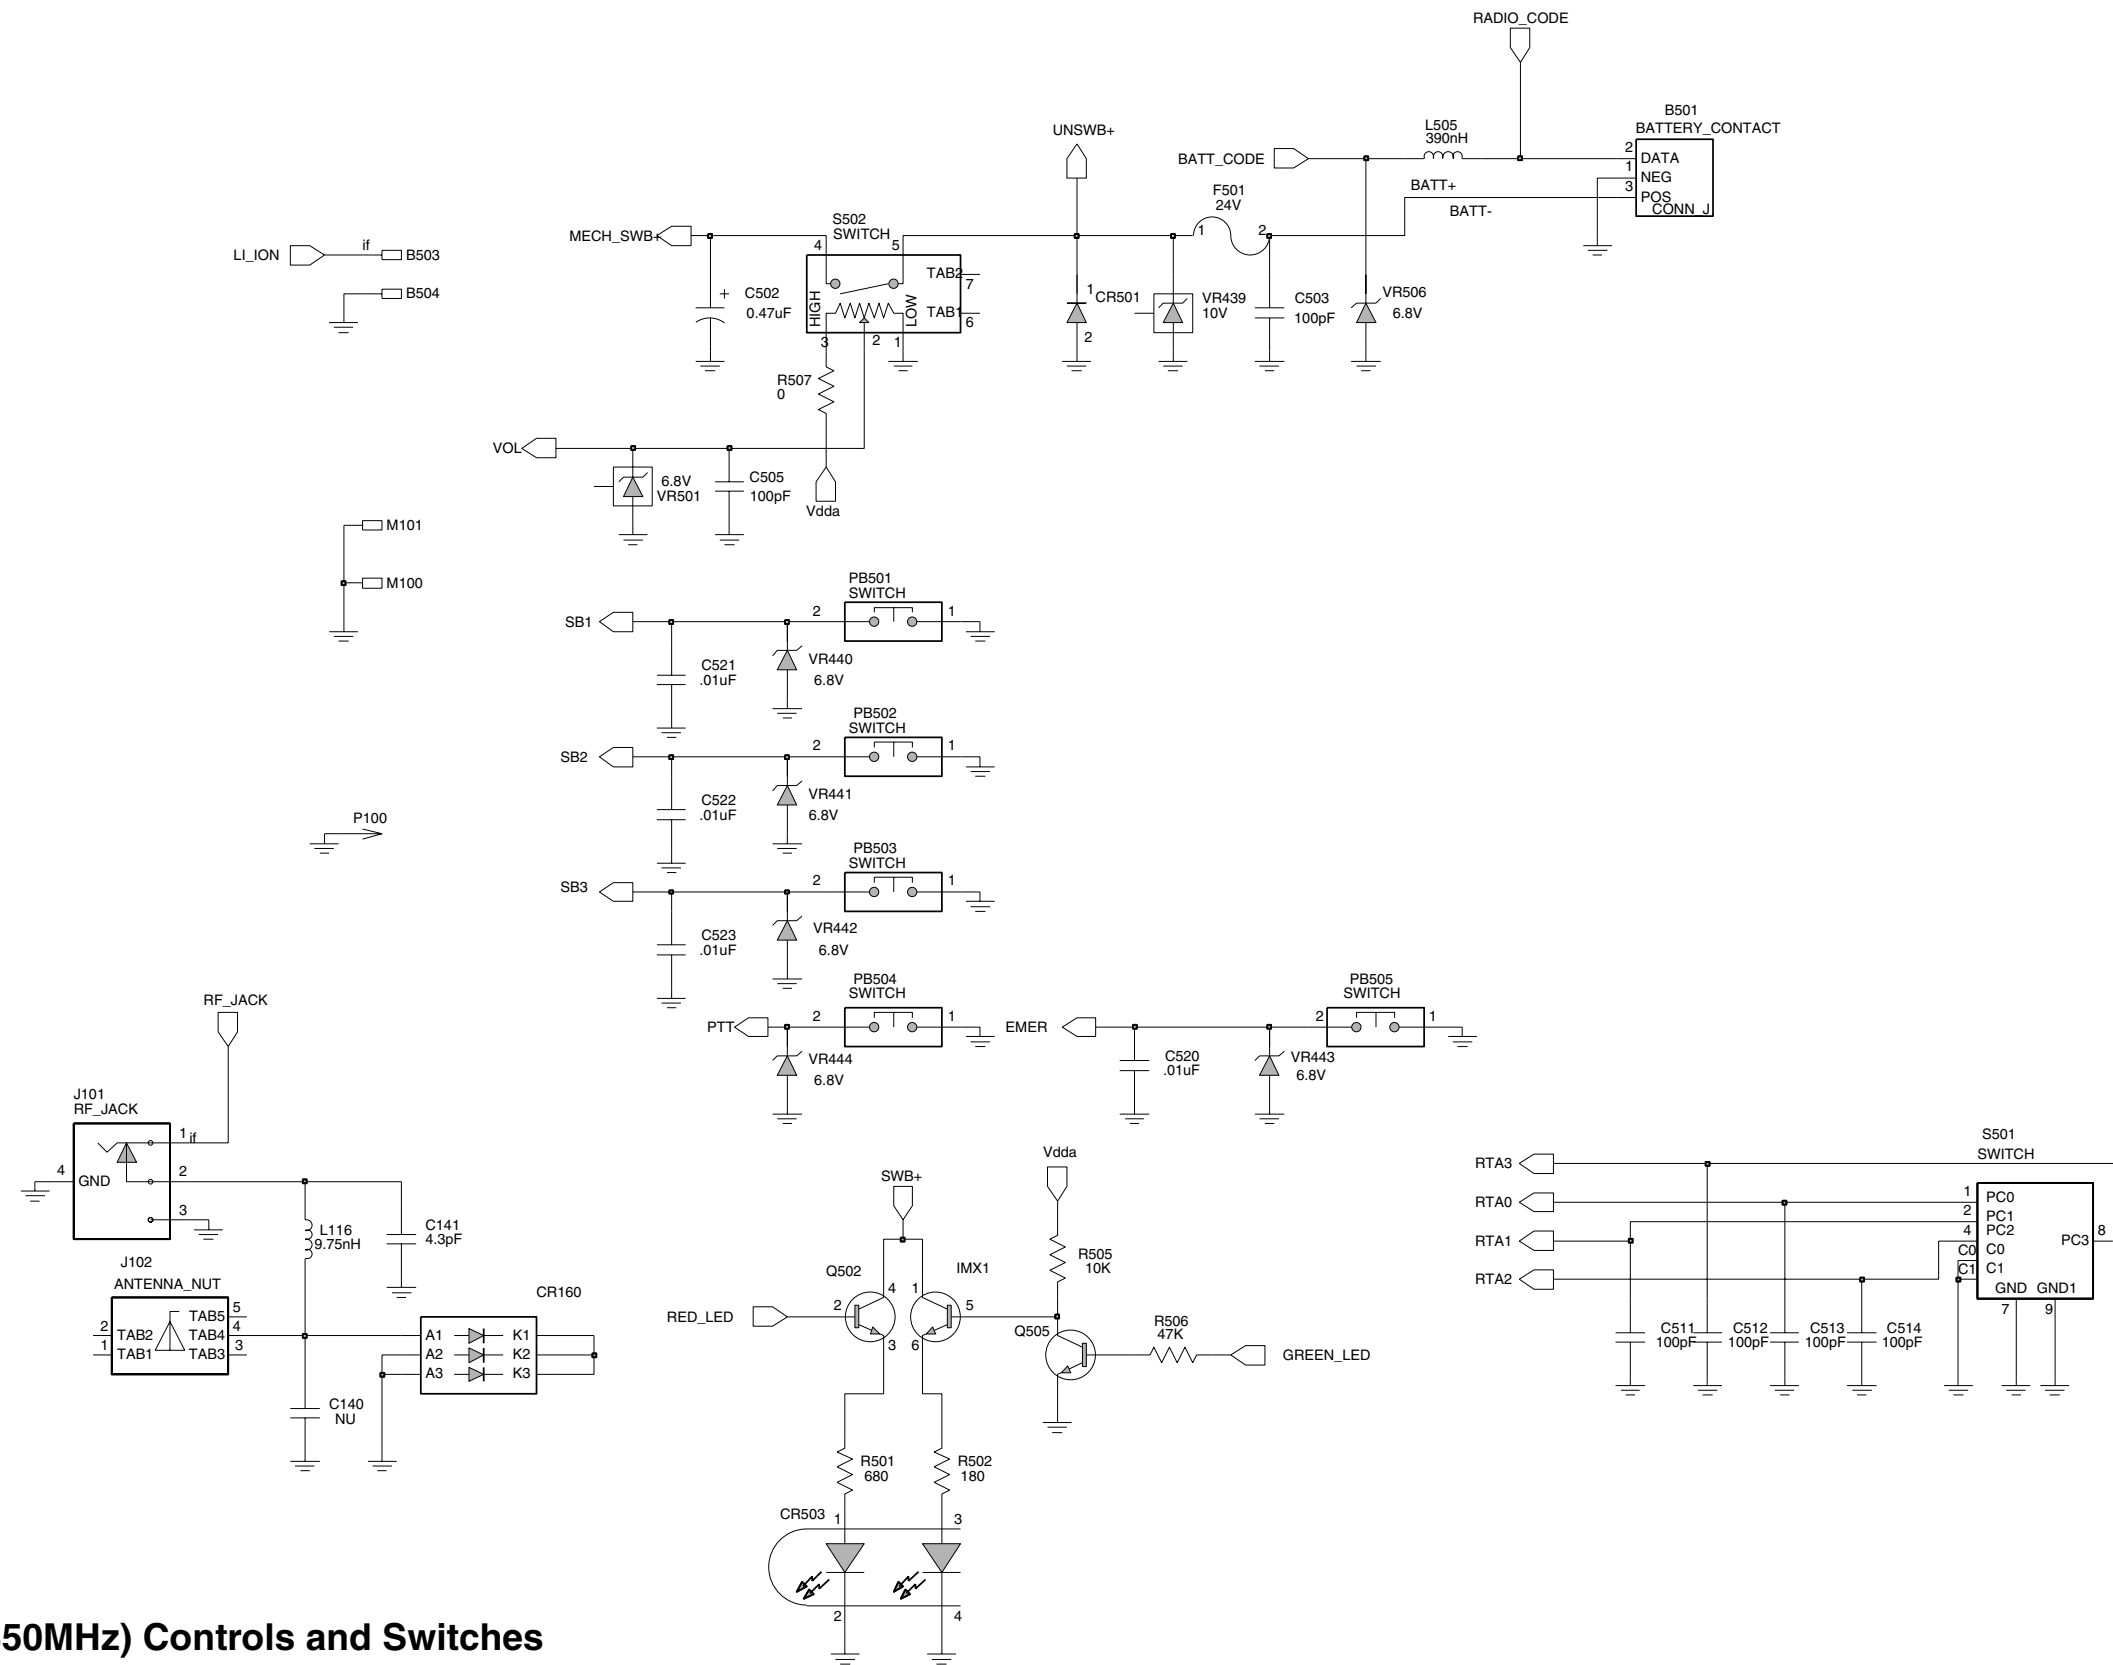 RADIO_CODE
B501
BATTERY_CONTACT
L505
390nH
UNSWB+
BATT_CODE
2 DATA
1 NEG
3 POS
CONN_J
BATT+
BATT-
F501
24V
1 2
S502
SWITCH
MECH_SWB+
4 5
TAB2
7
TAB1
6
HIGH
LOW
3 2 1
LI_ION
if
B503
B504
+
C502
0.47uF
1
CR501
2
VR439
10V
C503
100pF
VR506
6.8V
R507
0
VOL
6.8V
VR501
C505
100pF
Vdda
M101
M100
PB501
SWITCH
SB1
2 1
C521
.01uF
VR440
6.8V
PB502
SWITCH
SB2
2 1
C522
.01uF
VR441
6.8V
P100
PB503
SWITCH
SB3
2 1
C523
.01uF
VR442
6.8V
PB504
SWITCH
PTT
2 1
VR444
6.8V
PB505
SWITCH
EMER
2 1
C520
.01uF
VR443
6.8V
RF_JACK
J101
RF_JACK
1 if
4 GND
2
3
L116
9.75nH
C141
4.3pF
J102
ANTENNA_NUT
TAB5 5
2 TAB2
TAB4 4
1 TAB1
TAB3 3
CR160
A1 K1
A2 K2
A3 K3
C140
NU
Vdda
SWB+
R505
10K
Q502
IMX1
4 1
RED_LED
2 5
3 6
Q505
R506
47K
GREEN_LED
R501
680
R502
180
CR503
1 3
2 4
S501
SWITCH
RTA3
RTA0
RTA1
RTA2
1 PC0
2 PC1
4 PC2
C0 C0
C1 C1
PC3 8
GND GND1
7 9
C511
100pF
C512
100pF
C513
100pF
C514
100pF
50MHz) Controls and Switches